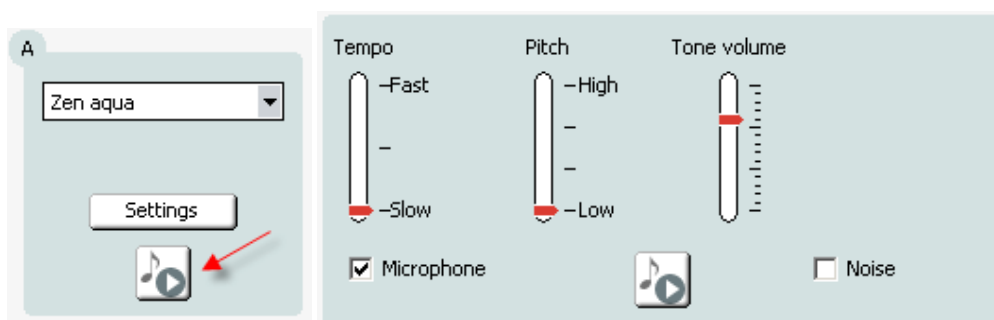 A
Zen aqua
Settings
Tempo Pitch Tone volume
Fast High
Slow Low
Microphone Noise